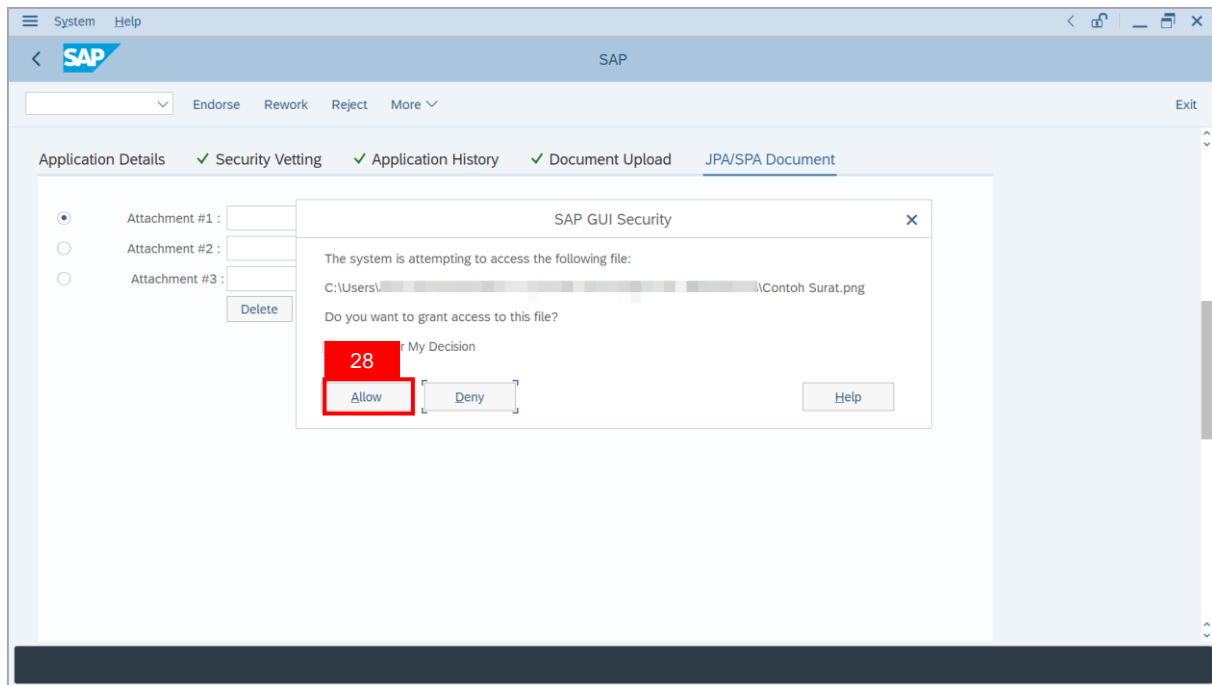 System Help
SAP SAP
Endorse Rework Reject More Exit
Application Details Security Vetting Application History Document Upload JPA/SPA Document
Attachment #1 :
Attachment #2 :
Attachment #3 :
Delete
SAP GUI Security
The system is attempting to access the following file:
C:\Users\ \Contoh Surat.png
Do you want to grant access to this file?
My Decision
28
Allow Deny Help